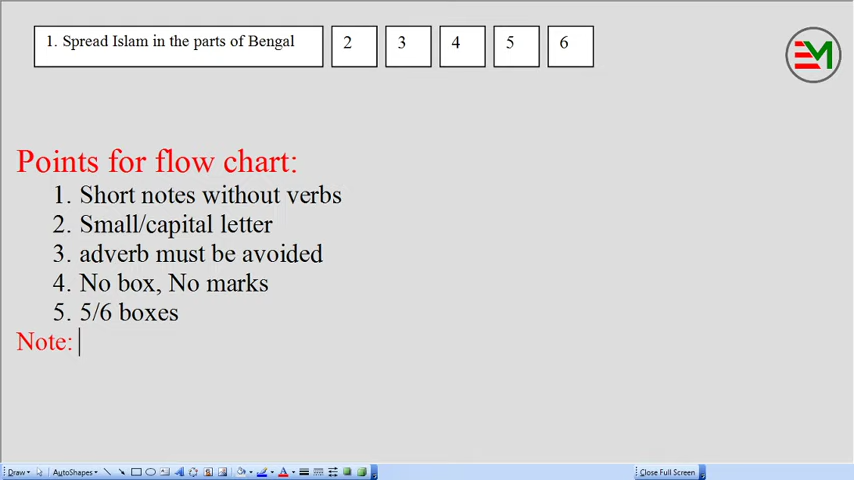 1. Spread Islam in the parts of Bengal 2 3 4 5 6
EM
Points for flow chart:
1. Short notes without verbs
2. Small/capital letter
3. adverb must be avoided
4. No box, No marks
5. 5/6 boxes
Note:
Draw AutoShapes Close Full Screen